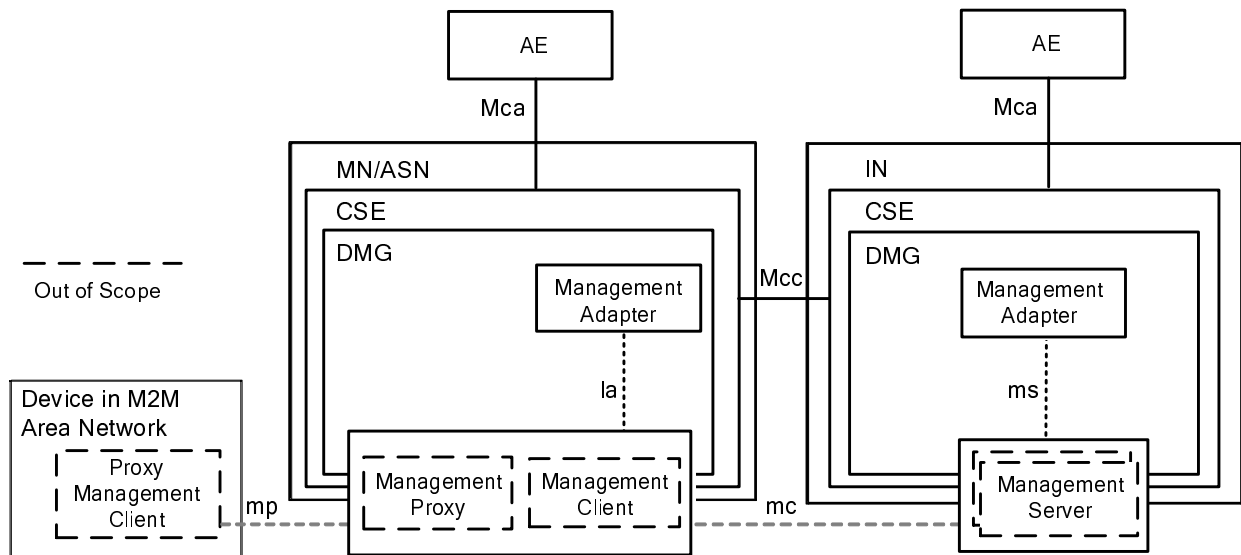 AE
AE
Mca
Mca
MN/ASN
IN
CSE
CSE
DMG
DMG
Out of Scope
Management
Adapter
Mcc
Management
Adapter
la
ms
Device in M2M
Area Network
Proxy
Management
Client
mp
Management
Proxy
Management
Client
mc
Management
Server